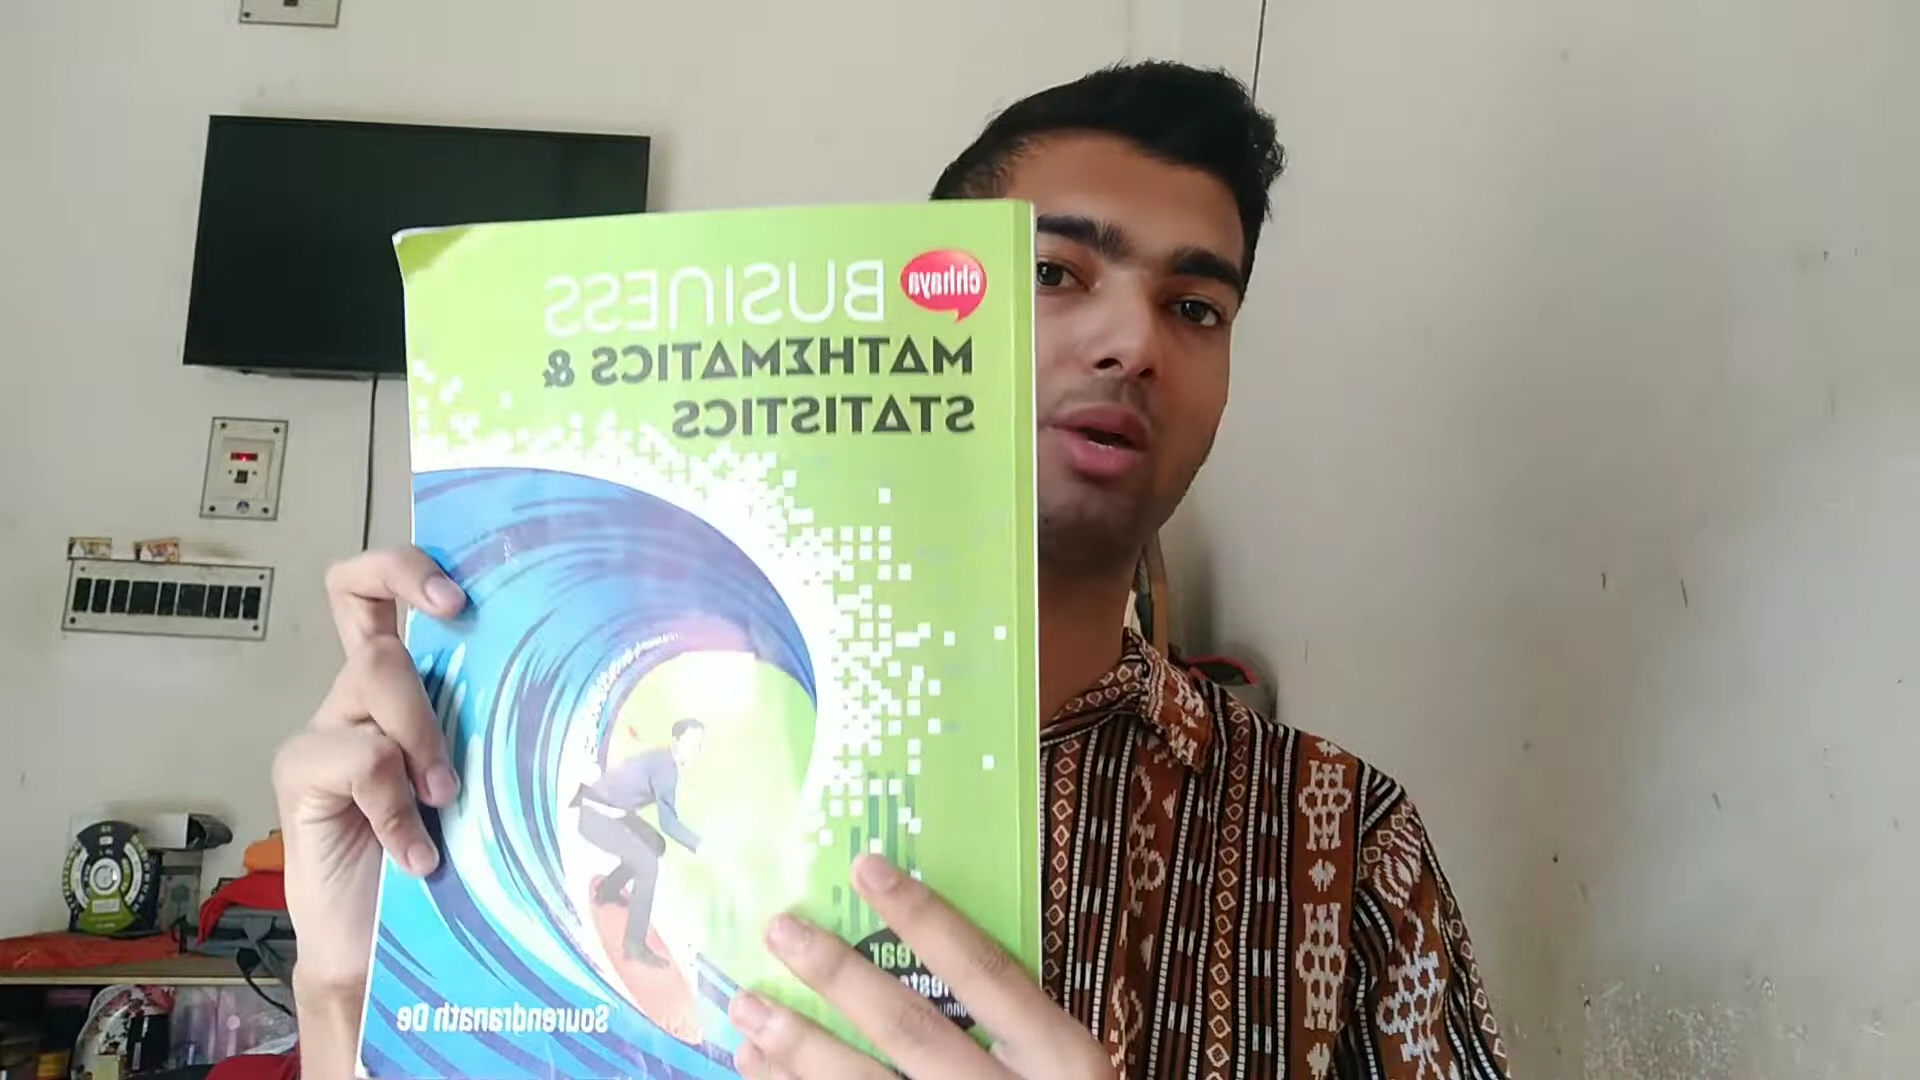 chhaya
BUSINESS
MATHEMATICS &
STATISTICS
Sourendranath De